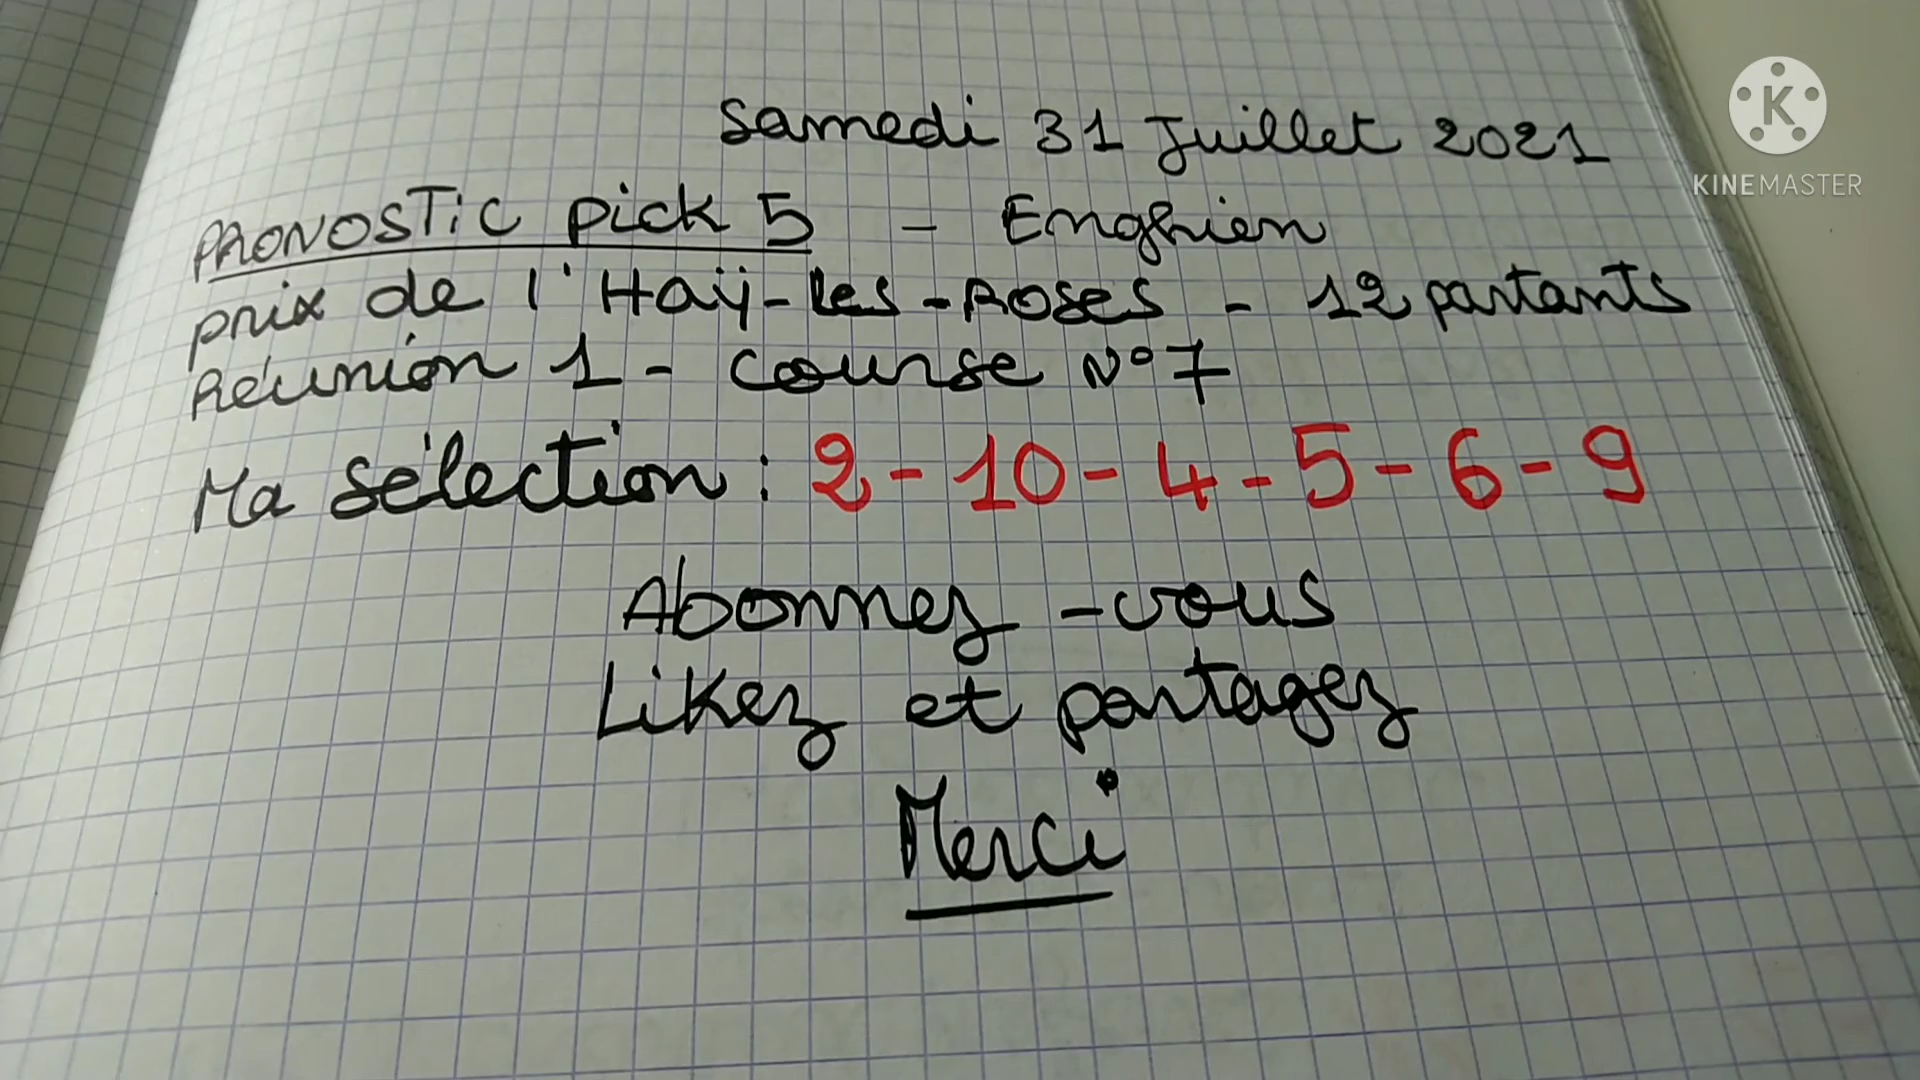 Samedi 31 Juillet 2021
PRONOSTIC Pick 5 - Enghien
prix de l'Haÿ-Les-Roses - 12 partants
Réunion 1 - course N°7
Ma sélection : 2 - 10 - 4 - 5 - 6 - 9
Abonnez-vous
Likez et partagez
Merci
K
KINEMASTER